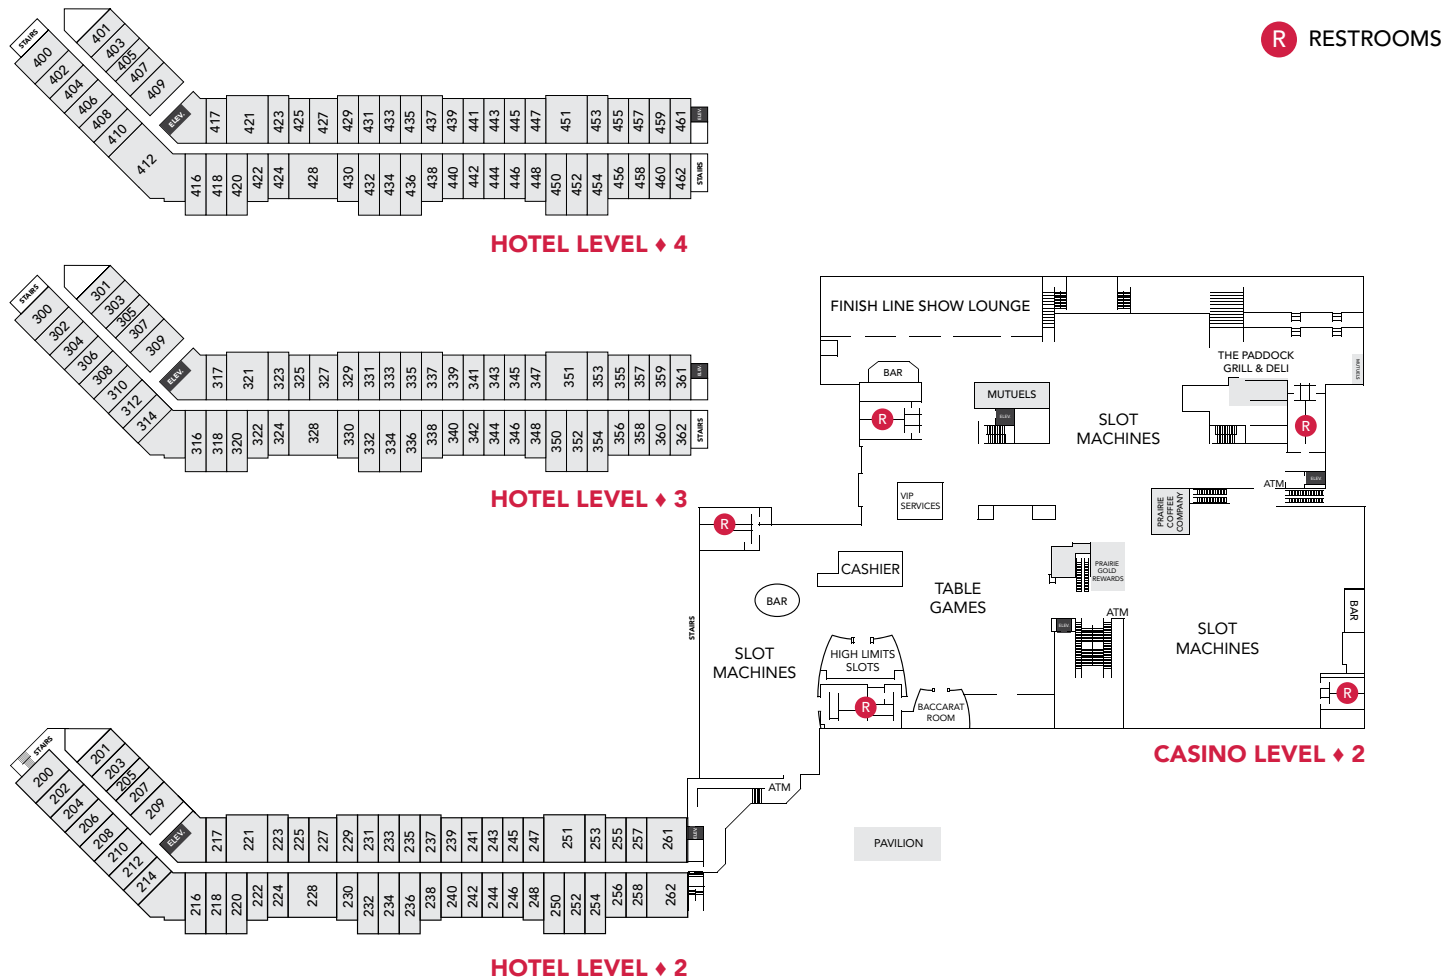 R RESTROOMS
STAIRS
401
403
405
407
409
400
402
404
406
408
410
412
ELEV.
417
421
423
425
427
429
431
433
435
437
439
441
443
445
447
451
453
455
457
459
461
ELEV
416
418
420
422
424
428
430
432
434
436
438
440
442
444
446
448
450
452
454
456
458
460
462
STAIRS
HOTEL LEVEL ♦ 4
STAIRS
301
303
305
307
309
300
302
304
306
308
310
312
314
ELEV.
317
321
323
325
327
329
331
333
335
337
339
341
343
345
347
351
353
355
357
359
361
ELEV
316
318
320
322
324
328
330
332
334
336
338
340
342
344
346
348
350
352
354
356
358
360
362
STAIRS
HOTEL LEVEL ♦ 3
FINISH LINE SHOW LOUNGE
THE PADDOCK
GRILL & DELI
MUTUELS
BAR
MUTUELS
ELEV.
R
SLOT
MACHINES
R
ATM
ELEV
VIP
SERVICES
PRAIRIE
COFFEE
COMPANY
R
CASHIER
BAR
TABLE
GAMES
PRAIRIE
GOLD
REWARDS
ATM
ELEV.
BAR
STAIRS
SLOT
MACHINES
HIGH LIMITS
SLOTS
SLOT
MACHINES
R
BACCARAT
ROOM
R
CASINO LEVEL ♦ 2
ATM
PAVILION
STAIRS
201
203
205
207
209
200
202
204
206
208
210
212
214
ELEV.
217
221
223
225
227
229
231
233
235
237
239
241
243
245
247
251
253
255
257
261
ELEV
216
218
220
222
224
228
230
232
234
236
238
240
242
244
246
248
250
252
254
256
258
262
HOTEL LEVEL ♦ 2